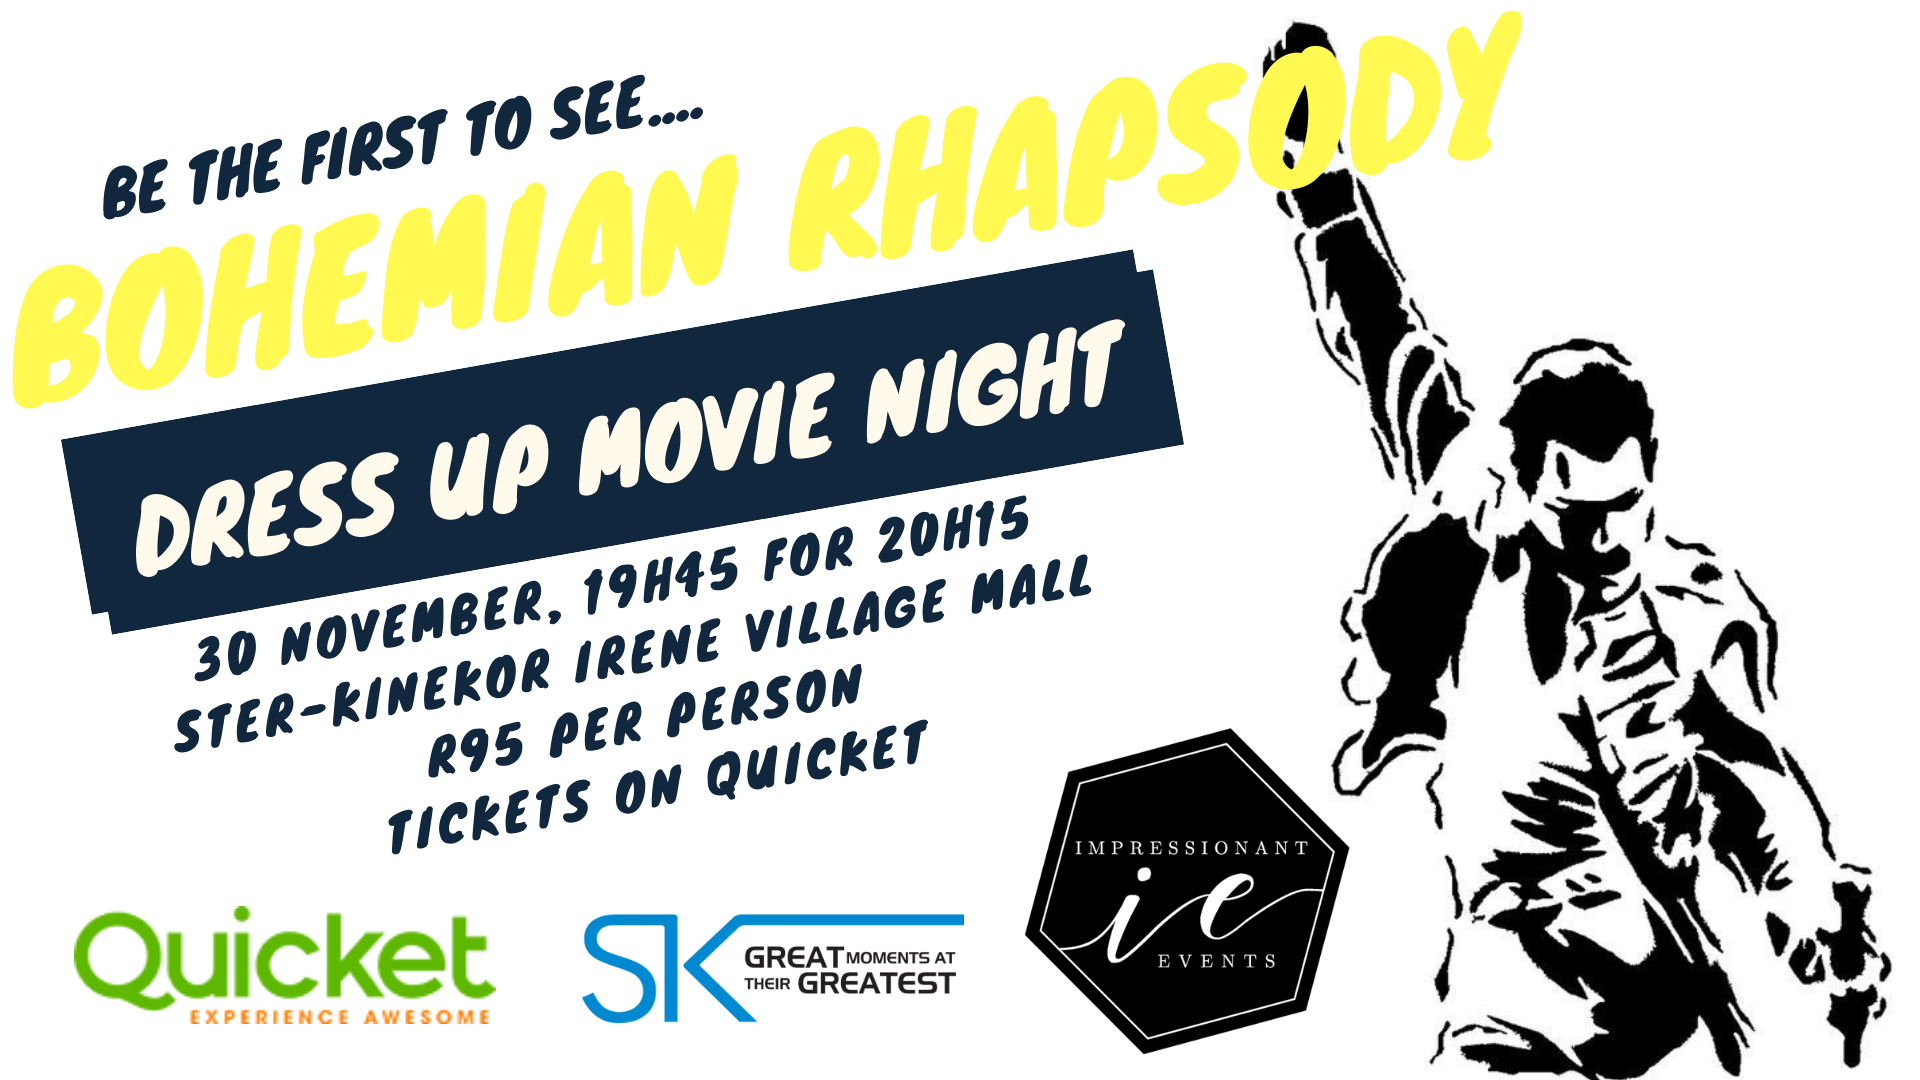 BE THE FIRST TO SEE....
BOHEMIAN RHAPSODY
DRESS UP MOVIE NIGHT
30 NOVEMBER, 19H45 FOR 20H15
STER-KINEKOR IRENE VILLAGE MALL
R95 PER PERSON
TICKETS ON QUICKET
Quicket
EXPERIENCE AWESOME
SK
GREAT MOMENTS AT
THEIR GREATEST
IMPRESSIONANT
ie
EVENTS